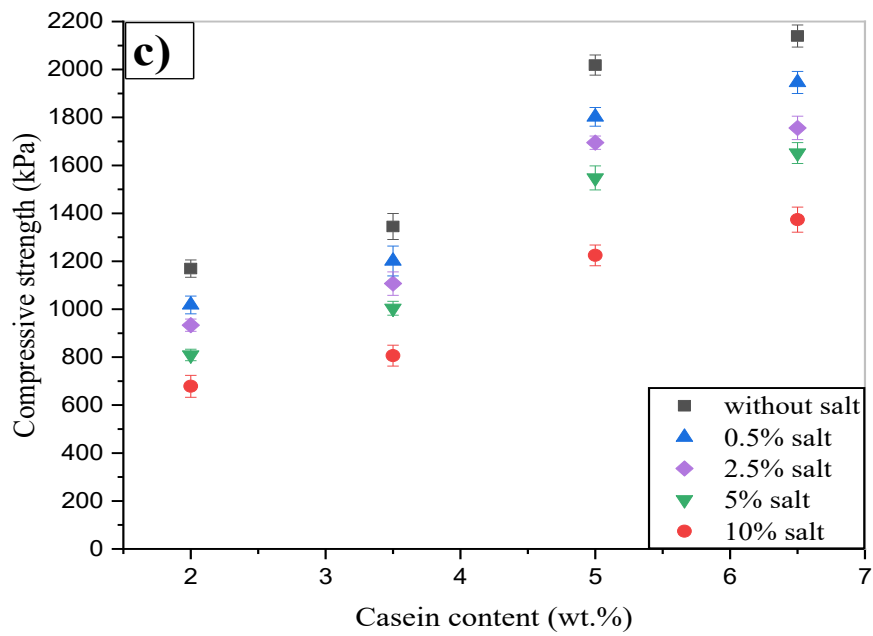 c)
2200
2000
1800
1600
1400
1200
1000
800
600
400
200
0
Compressive strength (kPa)
2 3 4 5 6 7
Casein content (wt.%)
without salt
0.5% salt
2.5% salt
5% salt
10% salt